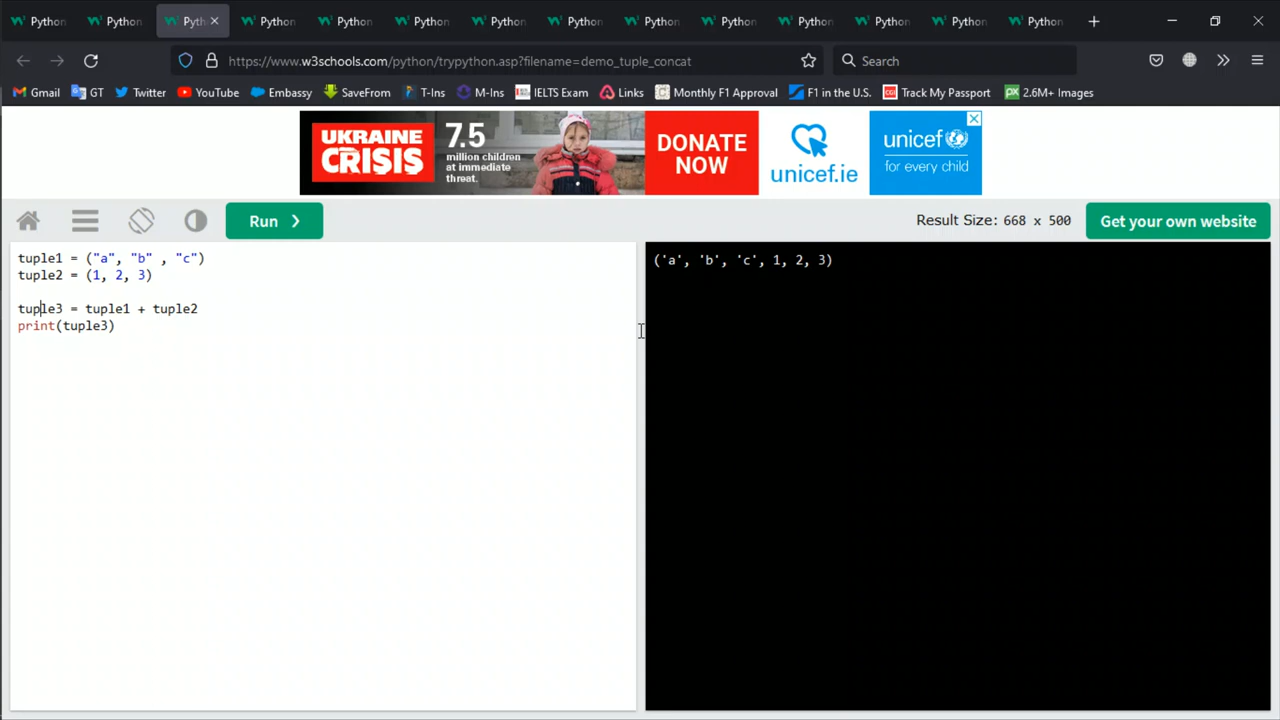 Python
Python
Pyth
Python
Python
Python
Python
Python
Python
Python
Python
Python
Python
Python
https://www.w3schools.com/python/trypython.asp?filename=demo_tuple_concat
Search
Gmail
GT
Twitter
YouTube
Embassy
SaveFrom
T-Ins
M-Ins
IELTS Exam
Links
Monthly F1 Approval
F1 in the U.S.
CGI
Track My Passport
px
2.6M+ Images
UKRAINE
CRISIS
7.5
million children
at immediate
threat.
DONATE
NOW
unicef.ie
unicef
for every child
Run
Result Size: 668 x 500
Get your own website
tuple1 = ("a", "b" , "c")
tuple2 = (1, 2, 3)
tuple3 = tuple1 + tuple2
print(tuple3)
('a', 'b', 'c', 1, 2, 3)